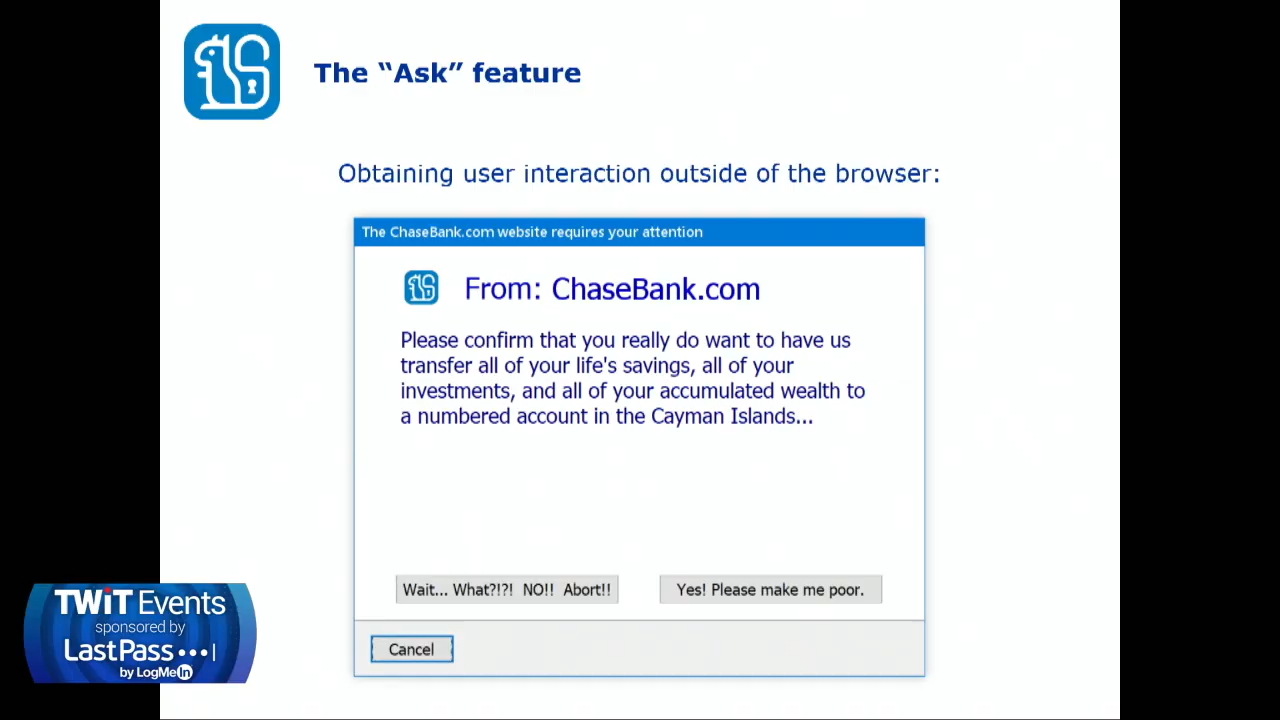 The “Ask” feature
Obtaining user interaction outside of the browser:
The ChaseBank.com website requires your attention
From: ChaseBank.com
Please confirm that you really do want to have us
transfer all of your life's savings, all of your
investments, and all of your accumulated wealth to
a numbered account in the Cayman Islands...
Wait... What?!?! NO!! Abort!!
Yes! Please make me poor.
Cancel
TWiT Events
sponsored by
LastPass •••|
by LogMeIn